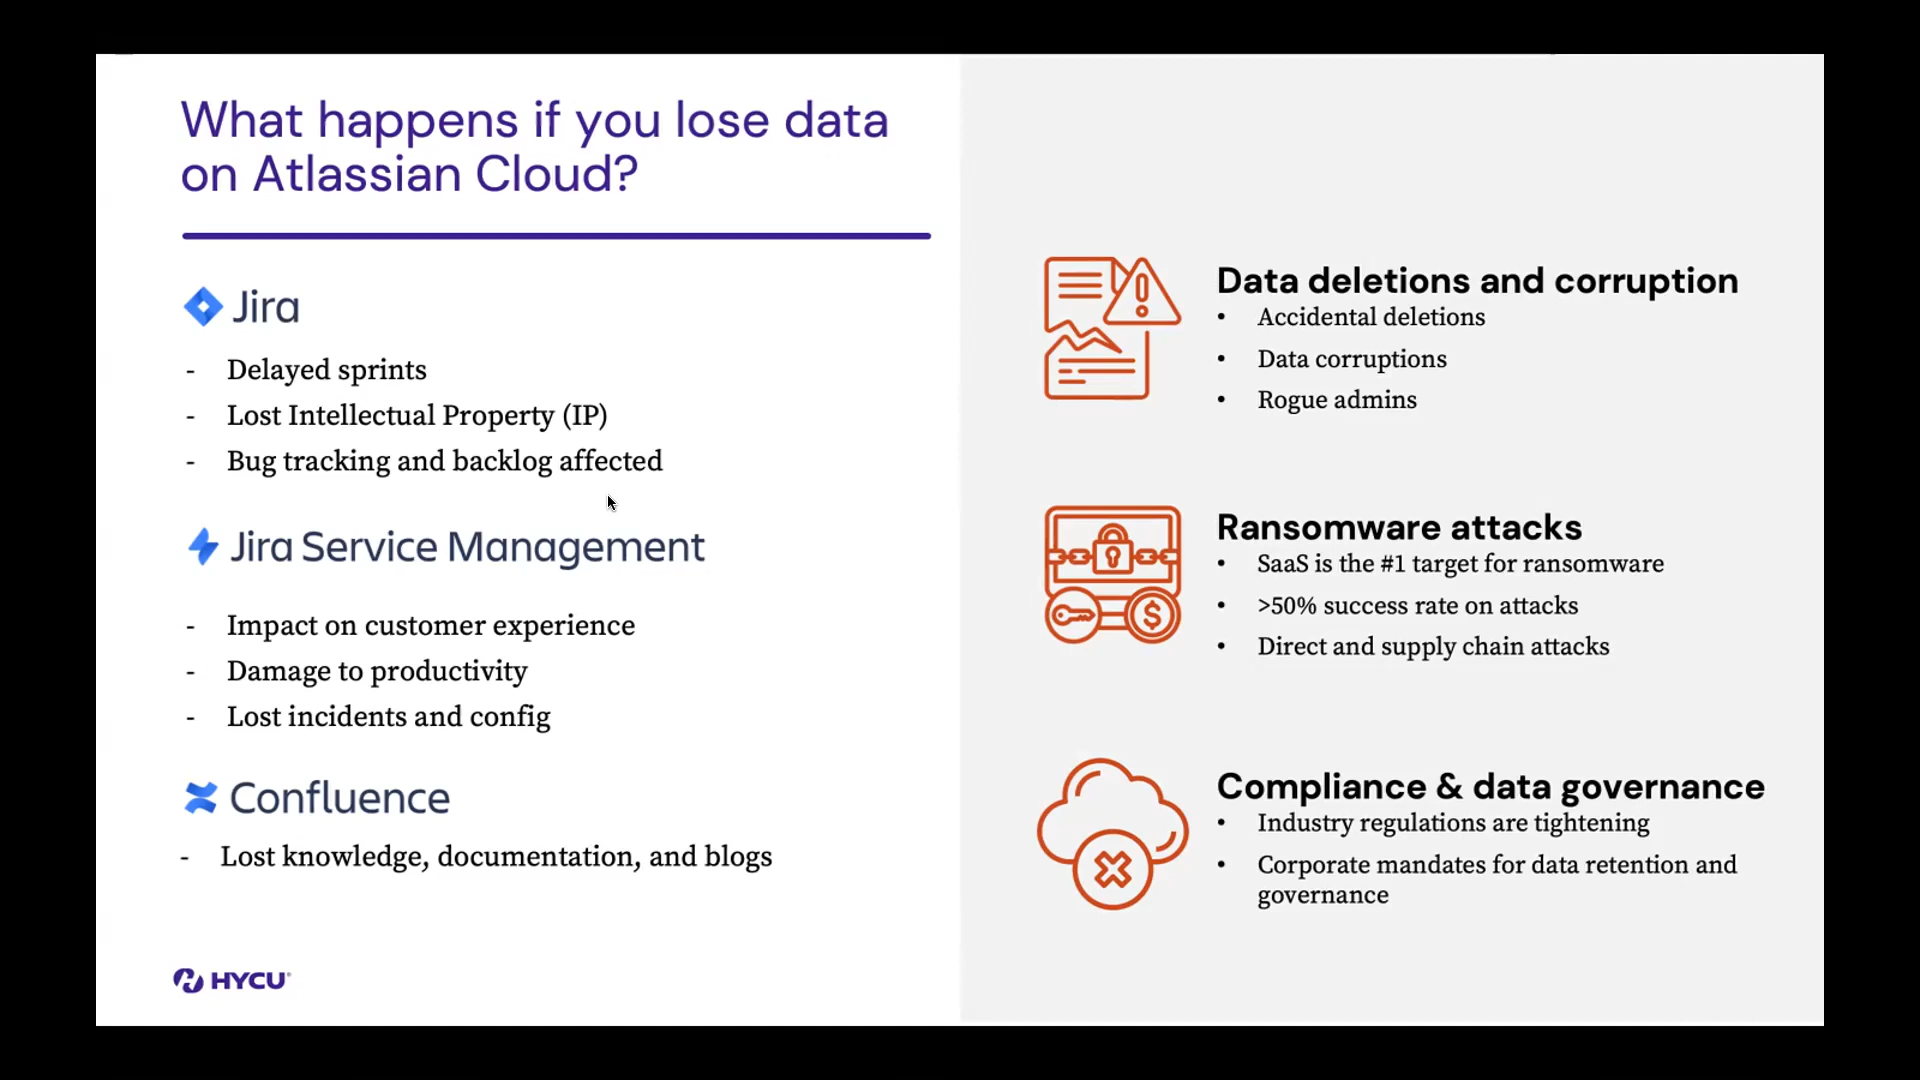 What happens if you lose data
on Atlassian Cloud?
Jira
- Delayed sprints
- Lost Intellectual Property (IP)
- Bug tracking and backlog affected
Jira Service Management
- Impact on customer experience
- Damage to productivity
- Lost incidents and config
Confluence
- Lost knowledge, documentation, and blogs
HYCU®
Data deletions and corruption
• Accidental deletions
• Data corruptions
• Rogue admins
Ransomware attacks
• SaaS is the #1 target for ransomware
• >50% success rate on attacks
• Direct and supply chain attacks
$
Compliance & data governance
• Industry regulations are tightening
• Corporate mandates for data retention and
governance